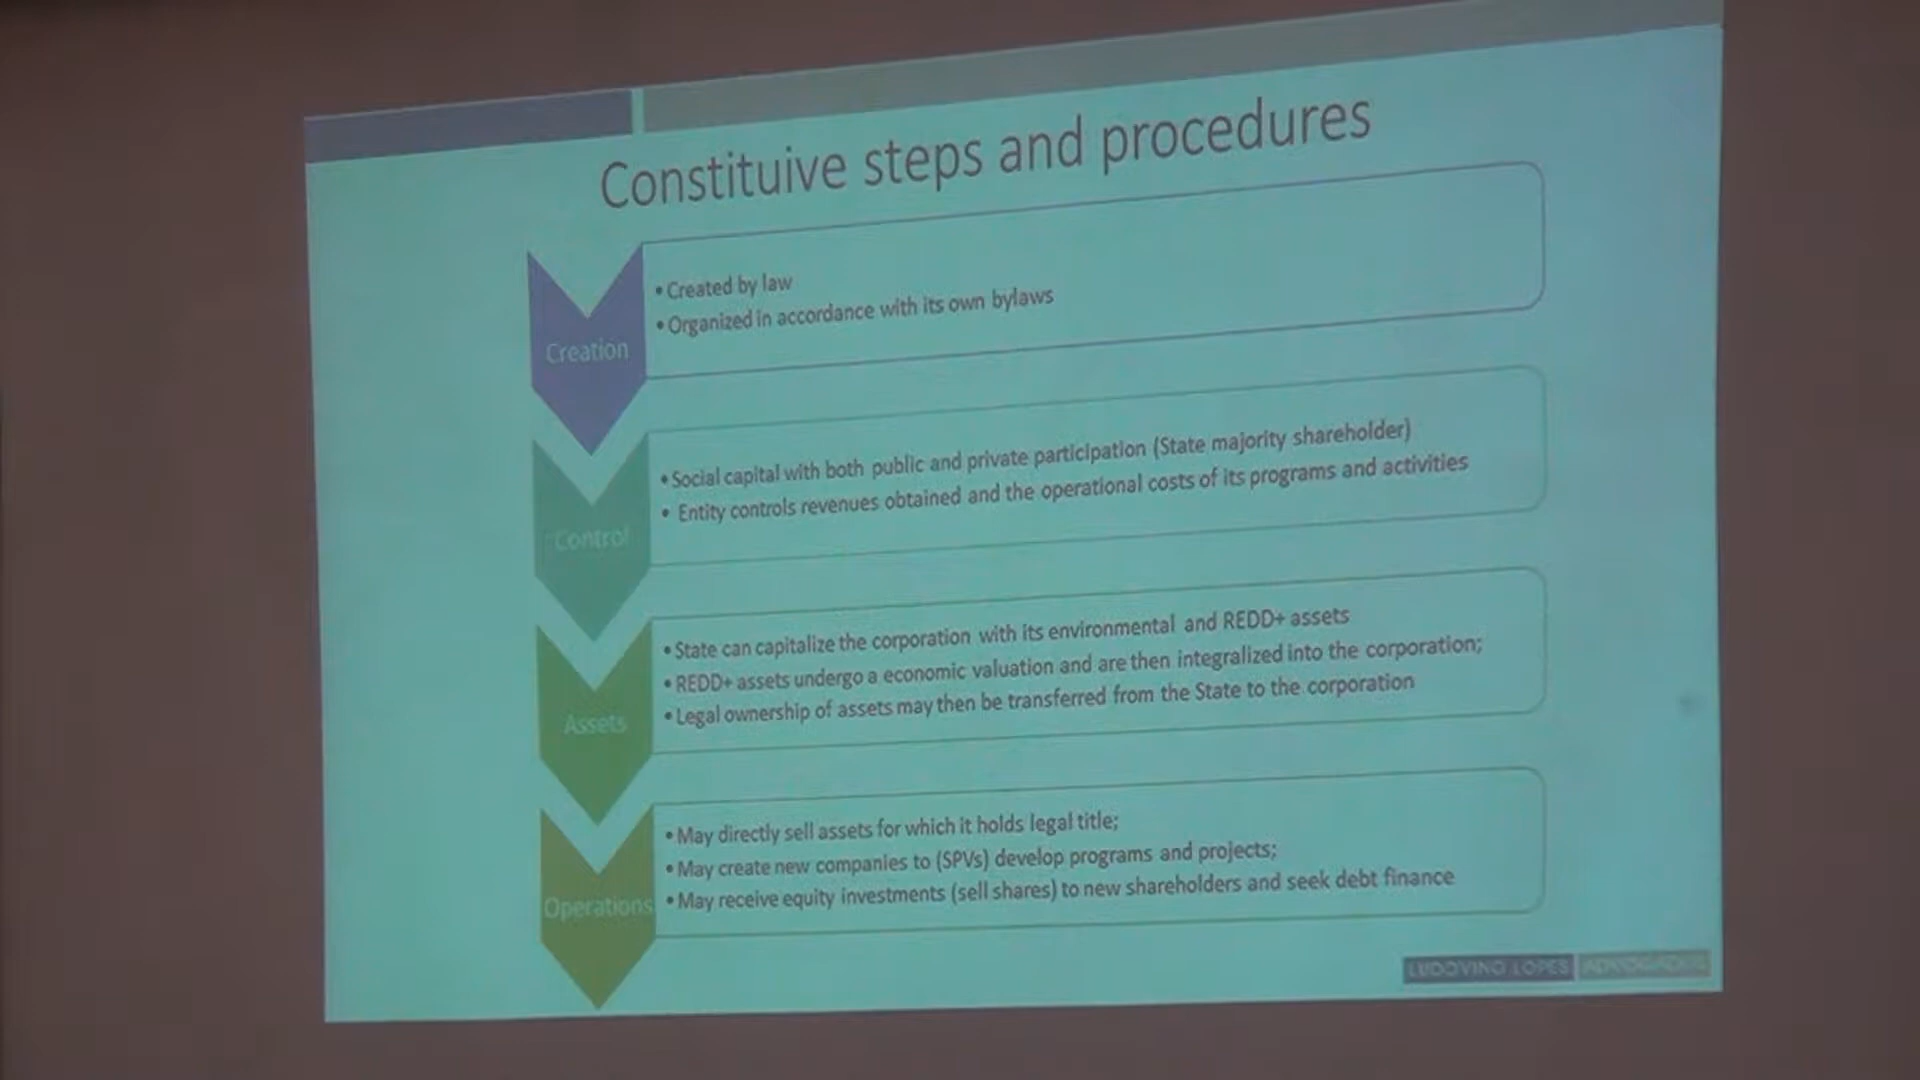 Constituive steps and procedures
Creation
• Created by law
• Organized in accordance with its own bylaws
Control
• Social capital with both public and private participation (State majority shareholder)
• Entity controls revenues obtained and the operational costs of its programs and activities
Assets
• State can capitalize the corporation with its environmental and REDD+ assets
• REDD+ assets undergo a economic valuation and are then integralized into the corporation;
• Legal ownership of assets may then be transferred from the State to the corporation
Operations
• May directly sell assets for which it holds legal title;
• May create new companies to (SPVs) develop programs and projects;
• May receive equity investments (sell shares) to new shareholders and seek debt finance
LUDOVINO LOPES